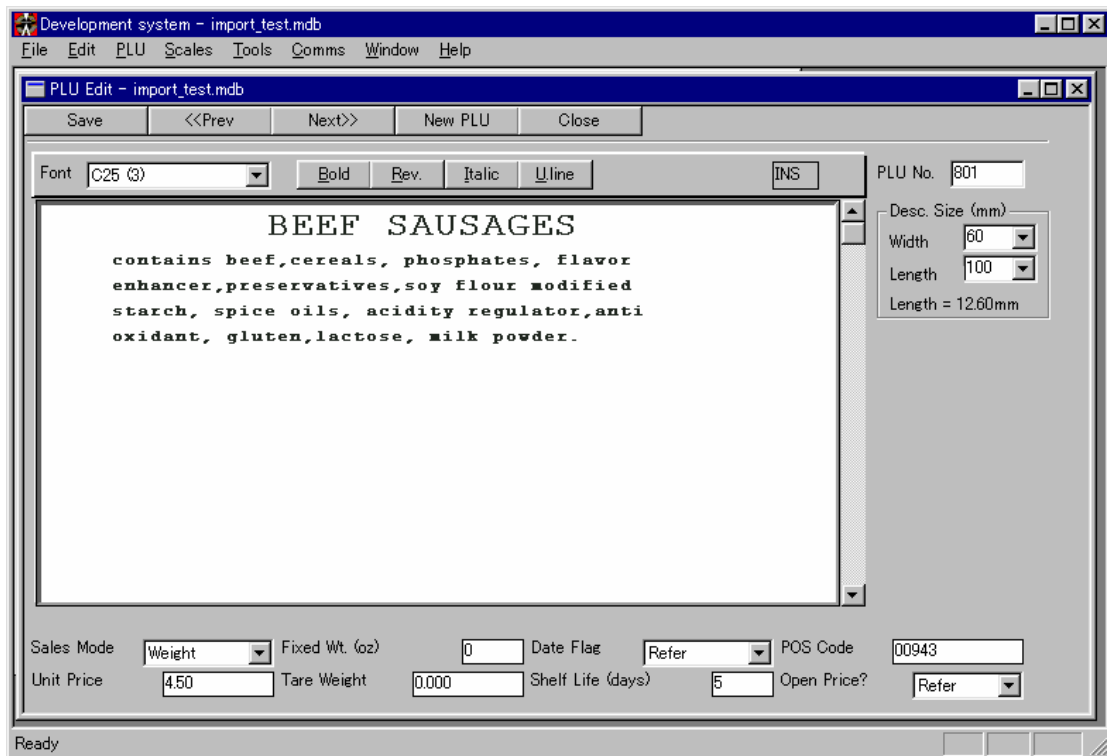 Development system - import_test.mdb
File Edit PLU Scales Tools Comms Window Help
PLU Edit - import_test.mdb
Save <<Prev Next>> New PLU Close
Font C25 (3) Bold Rev. Italic U.line INS PLU No. 801
Desc. Size (mm)
Width 60
Length 100
Length = 12.60mm
BEEF SAUSAGES
contains beef,cereals, phosphates, flavor
enhancer,preservatives,soy flour modified
starch, spice oils, acidity regulator,anti
oxidant, gluten,lactose, milk powder.
Sales Mode Weight Fixed Wt. (oz) 0 Date Flag Refer POS Code 00943
Unit Price 4.50 Tare Weight 0.000 Shelf Life (days) 5 Open Price? Refer
Ready